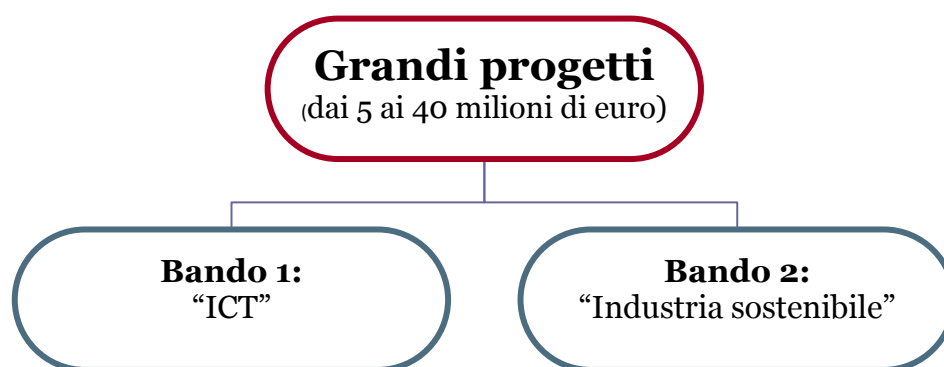 Grandi progetti
(dai 5 ai 40 milioni di euro)
Bando 1:
“ICT”
Bando 2:
“Industria sostenibile”